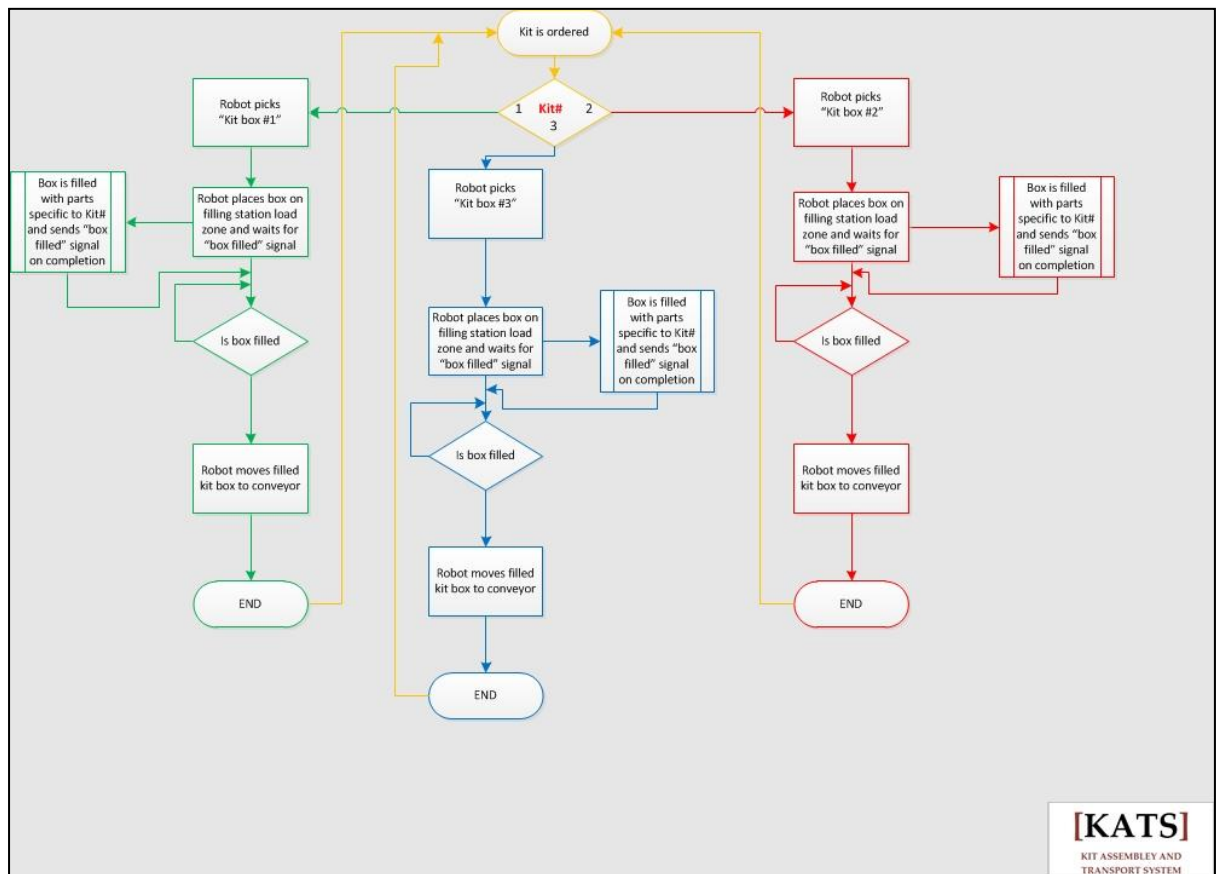 Kit is ordered
1 Kit# 2
3
Robot picks
“Kit box #1”
Robot picks
“Kit box #2”
Robot picks
“Kit box #3”
Box is filled
with parts
specific to Kit#
and sends “box
filled” signal
on completion
Robot places box on
filling station load
zone and waits for
“box filled” signal
Robot places box on
filling station load
zone and waits for
“box filled” signal
Box is filled
with parts
specific to Kit#
and sends “box
filled” signal
on completion
Robot places box on
filling station load
zone and waits for
“box filled” signal
Box is filled
with parts
specific to Kit#
and sends “box
filled” signal
on completion
Is box filled
Is box filled
Is box filled
Robot moves filled
kit box to conveyor
Robot moves filled
kit box to conveyor
Robot moves filled
kit box to conveyor
END
END
END
[KATS]
KIT ASSEMBLEY AND
TRANSPORT SYSTEM